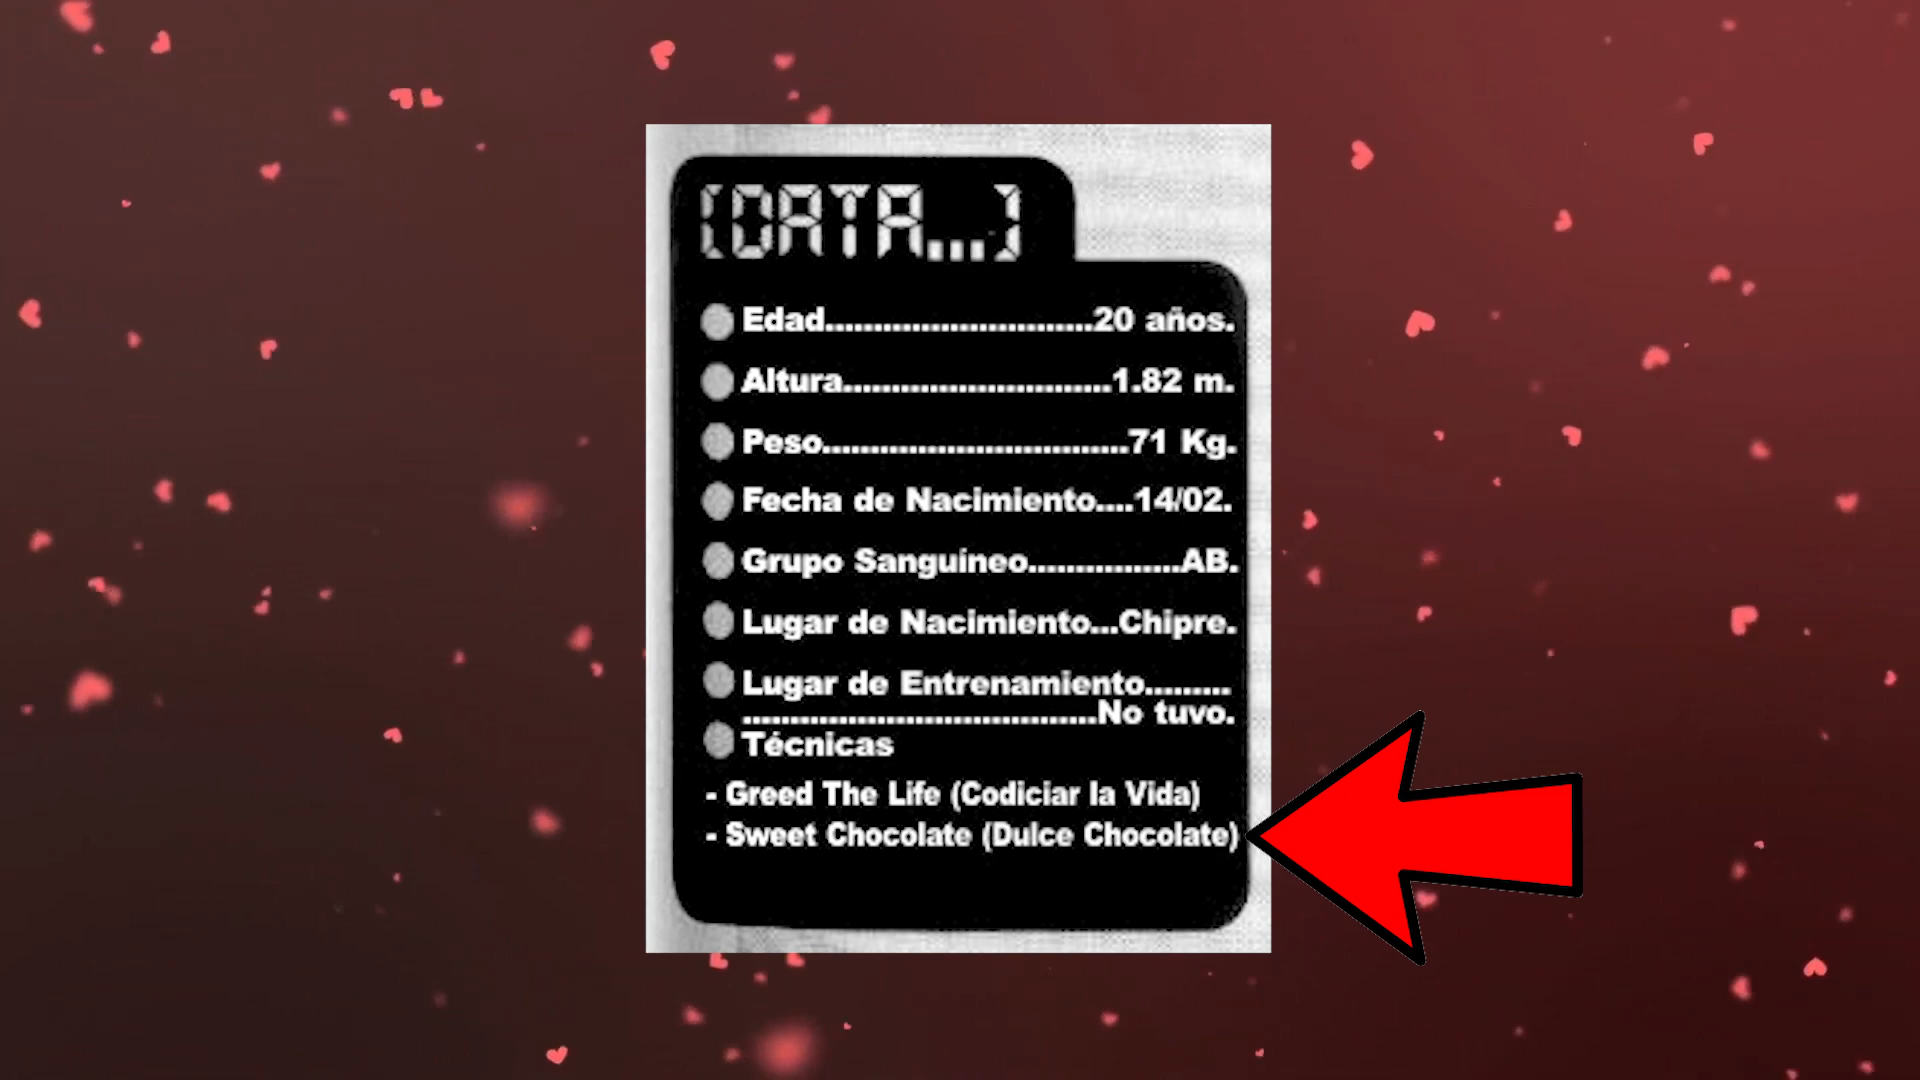 [DATA...]
Edad............................20 años.
Altura............................1.82 m.
Peso................................71 Kg.
Fecha de Nacimiento....14/02.
Grupo Sanguíneo................AB.
Lugar de Nacimiento...Chipre.
Lugar de Entrenamiento.........
.....................................No tuvo.
Técnicas
- Greed The Life (Codiciar la Vida)
- Sweet Chocolate (Dulce Chocolate)